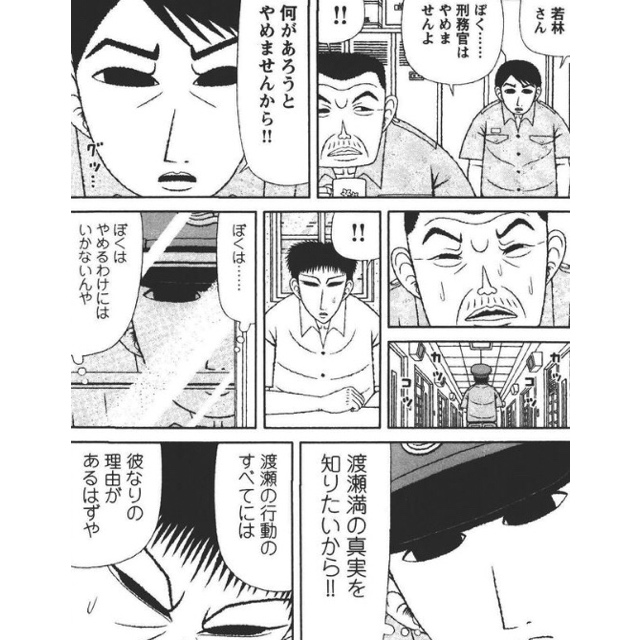 若林
さん
ぼく……
刑務官は
やめま
せんよ
!!
何があろうと
やめませんから!!
グッ…
!!
ぼくは……
ぼくは
やめるわけには
いかないんや
カッ
コッ
カッ
コッ
渡瀬満の真実を
知りたいから!!
渡瀬の行動の
すべてには
彼なりの
理由が
あるはずや